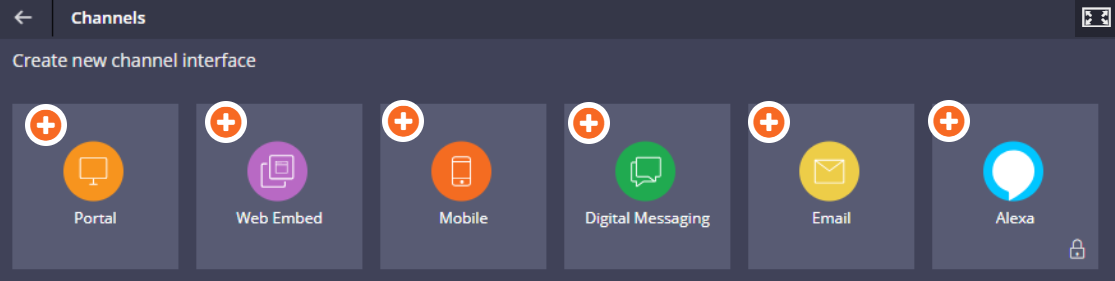 Channels
Create new channel interface
Portal
Web Embed
Mobile
Digital Messaging
Email
Alexa